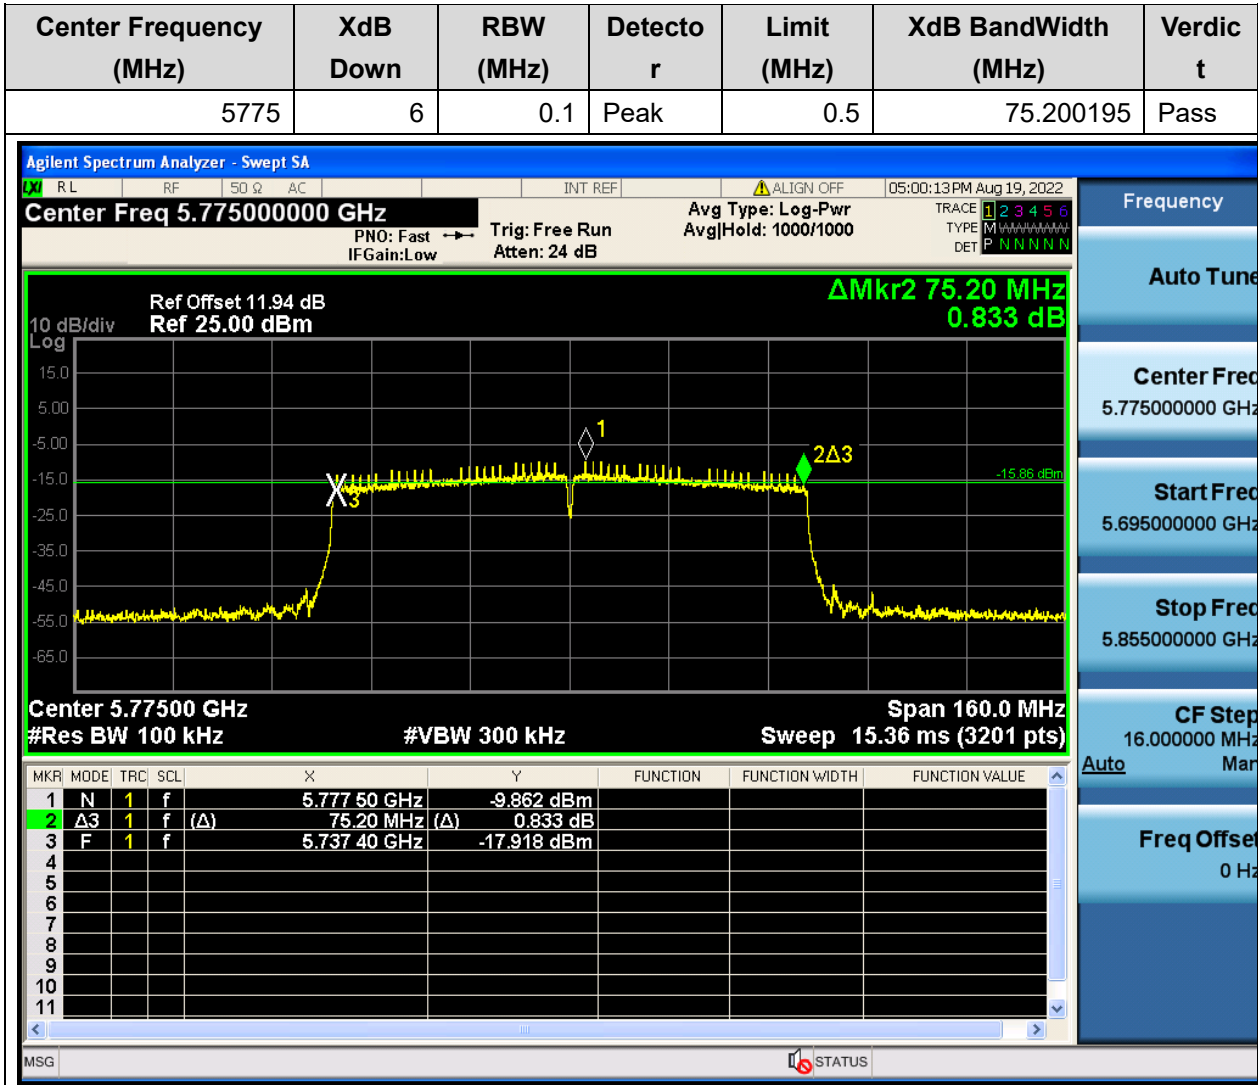 Center Frequency (MHz) XdB Down RBW (MHz) Detecto r Limit (MHz) XdB BandWidth (MHz) Verdic t
5775 6 0.1 Peak 0.5 75.200195 Pass
Agilent Spectrum Analyzer - Swept SA
LXI RL RF 50 Ω AC INT REF ALIGN OFF 05:00:13 PM Aug 19, 2022
Center Freq 5.775000000 GHz
PNO: Fast
IFGain:Low
Trig: Free Run
Atten: 24 dB
Avg Type: Log-Pwr
Avg|Hold: 1000/1000
TRACE 1 2 3 4 5 6
TYPE M
DET P N N N N N
Frequency
Auto Tune
Center Freq
5.775000000 GHz
Start Freq
5.695000000 GHz
Stop Freq
5.855000000 GHz
CF Step
16.000000 MHz
Auto Man
Freq Offset
0 Hz
ΔMkr2 75.20 MHz
0.833 dB
Ref Offset 11.94 dB
10 dB/div Ref 25.00 dBm
Log
15.0
5.00
-5.00
-15.0
-25.0
-35.0
-45.0
-55.0
-65.0
1
2Δ3
3
-15.86 dBm
Center 5.77500 GHz Span 160.0 MHz
#Res BW 100 kHz #VBW 300 kHz Sweep 15.36 ms (3201 pts)
MKR MODE TRC SCL X Y FUNCTION FUNCTION WIDTH FUNCTION VALUE
1 N 1 f 5.777 50 GHz -9.862 dBm
2 Δ3 1 f (Δ) 75.20 MHz (Δ) 0.833 dB
3 F 1 f 5.737 40 GHz -17.918 dBm
4
5
6
7
8
9
10
11
MSG STATUS